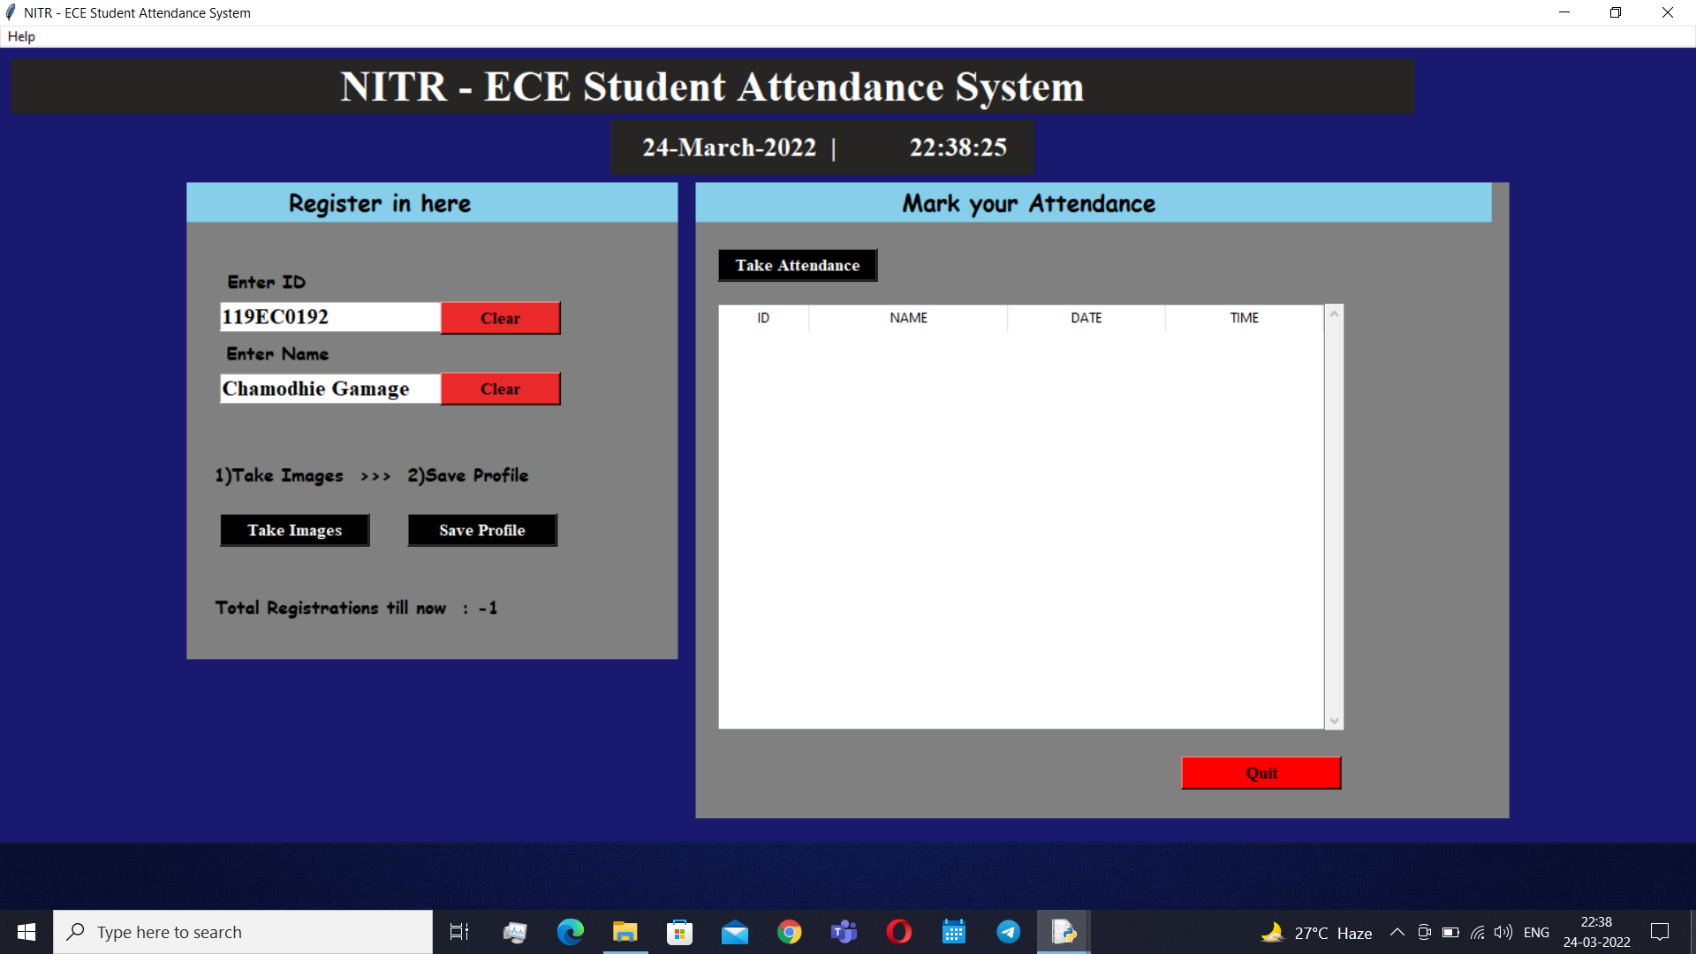 NITR - ECE Student Attendance System
Help
NITR - ECE Student Attendance System
24-March-2022 | 22:38:25
Register in here
Mark your Attendance
Take Attendance
Enter ID
119EC0192 Clear
Enter Name
Chamodhie Gamage Clear
ID NAME DATE TIME
1)Take Images >>> 2)Save Profile
Take Images Save Profile
Total Registrations till now : -1
Quit
Type here to search
27°C Haze
ENG
22:38
24-03-2022